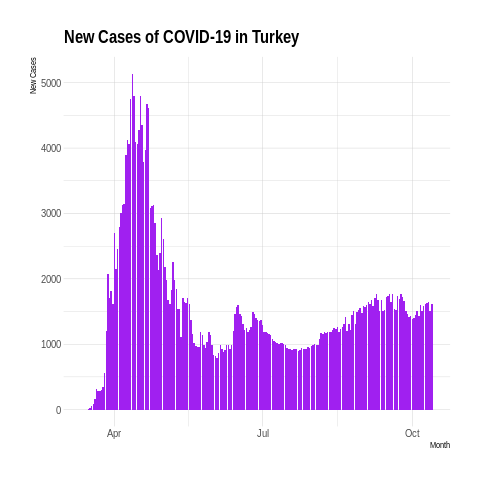 New Cases of COVID-19 in Turkey
New Cases
5000
4000
3000
2000
1000
0
Apr
Jul
Oct
Month